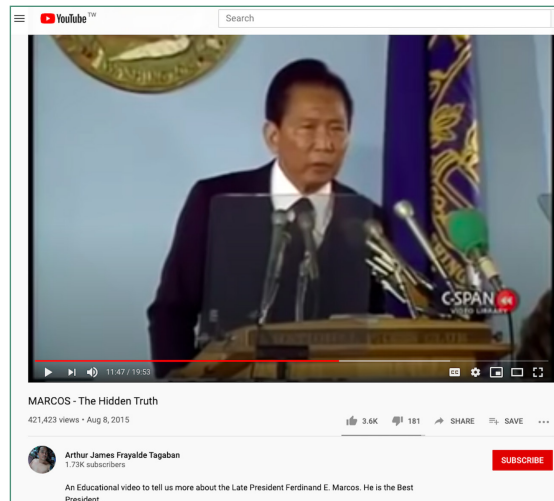 YouTube TW
Search
WASHINGTON
C-SPAN
VIDEO LIBRARY
11:47 / 19:53
CC
MARCOS - The Hidden Truth
421,423 views • Aug 8, 2015
3.6K 181 SHARE SAVE
Arthur James Frayalde Tagaban
1.73K subscribers
SUBSCRIBE
An Educational video to tell us more about the Late President Ferdinand E. Marcos. He is the Best
President